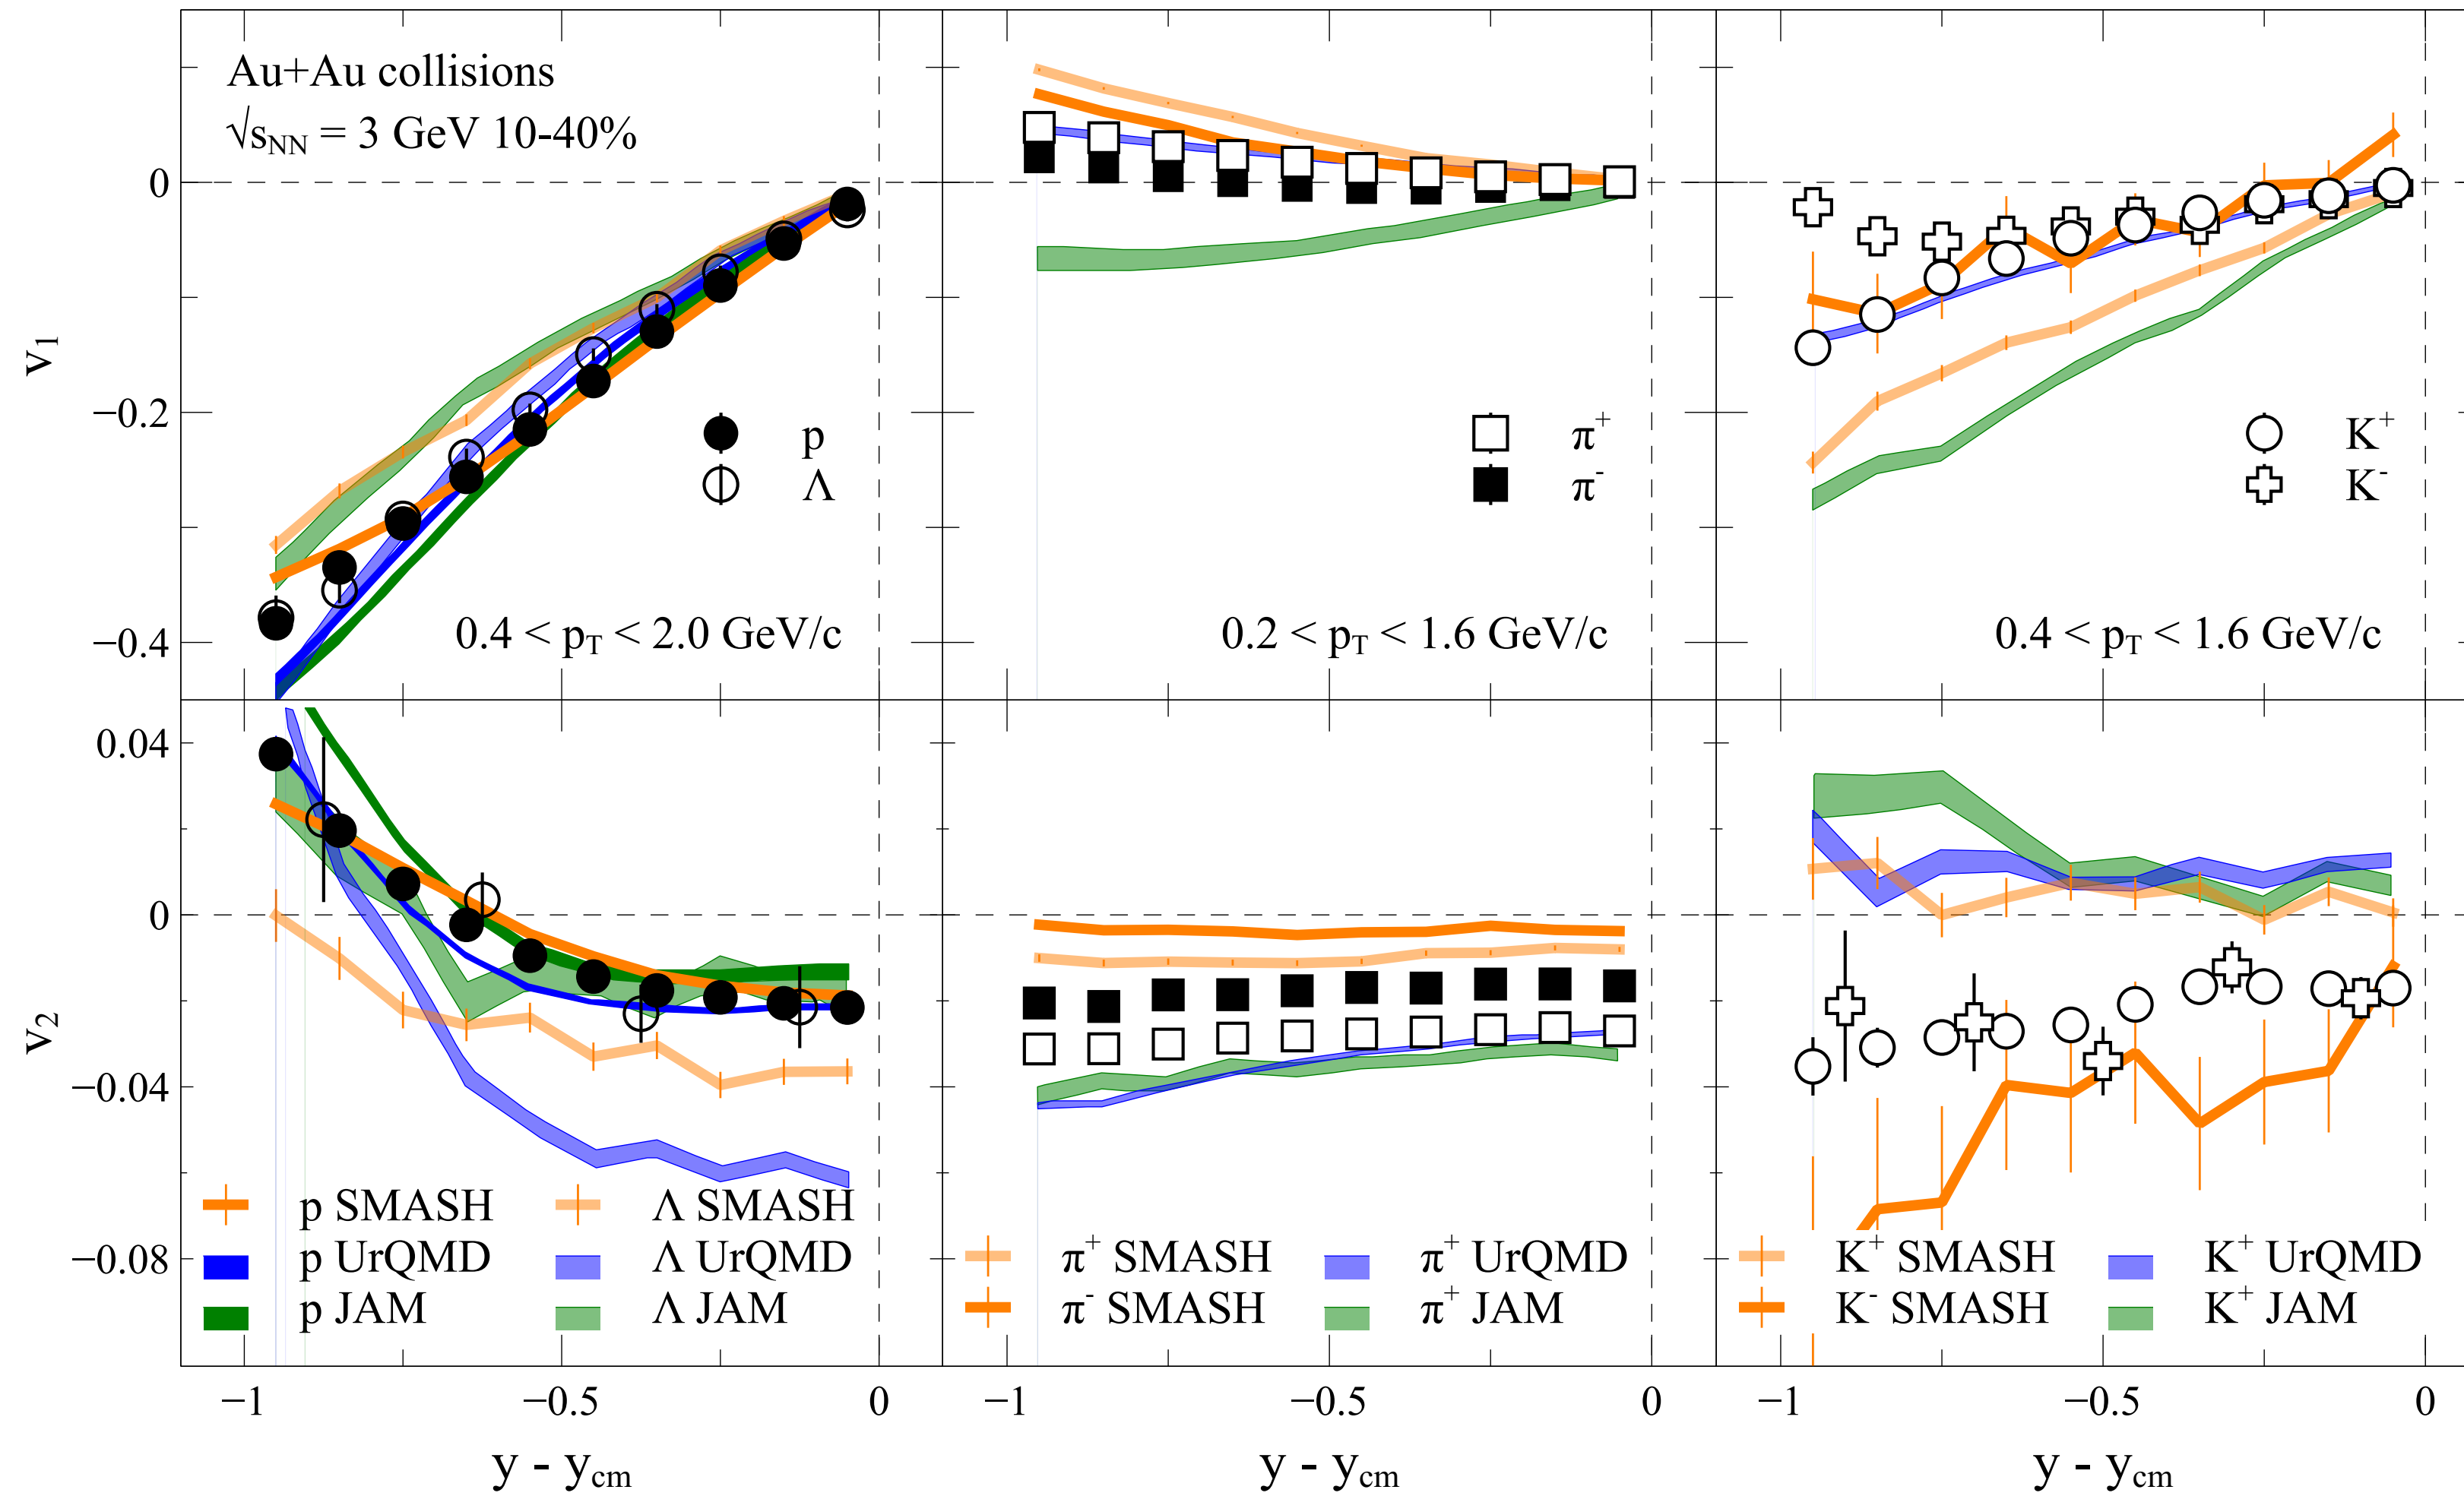 Au+Au collisions
√sNN = 3 GeV 10-40%
v1
0
−0.2
−0.4
p
Λ
0.4 < pT < 2.0 GeV/c
π+
π-
0.2 < pT < 1.6 GeV/c
K+
K-
0.4 < pT < 1.6 GeV/c
v2
0.04
0
−0.04
−0.08
p SMASH Λ SMASH
p UrQMD Λ UrQMD
p JAM Λ JAM
π+ SMASH π+ UrQMD
π- SMASH π+ JAM
K+ SMASH K+ UrQMD
K- SMASH K+ JAM
−1 −0.5 0 −1 −0.5 0 −1 −0.5 0
y - ycm y - ycm y - ycm